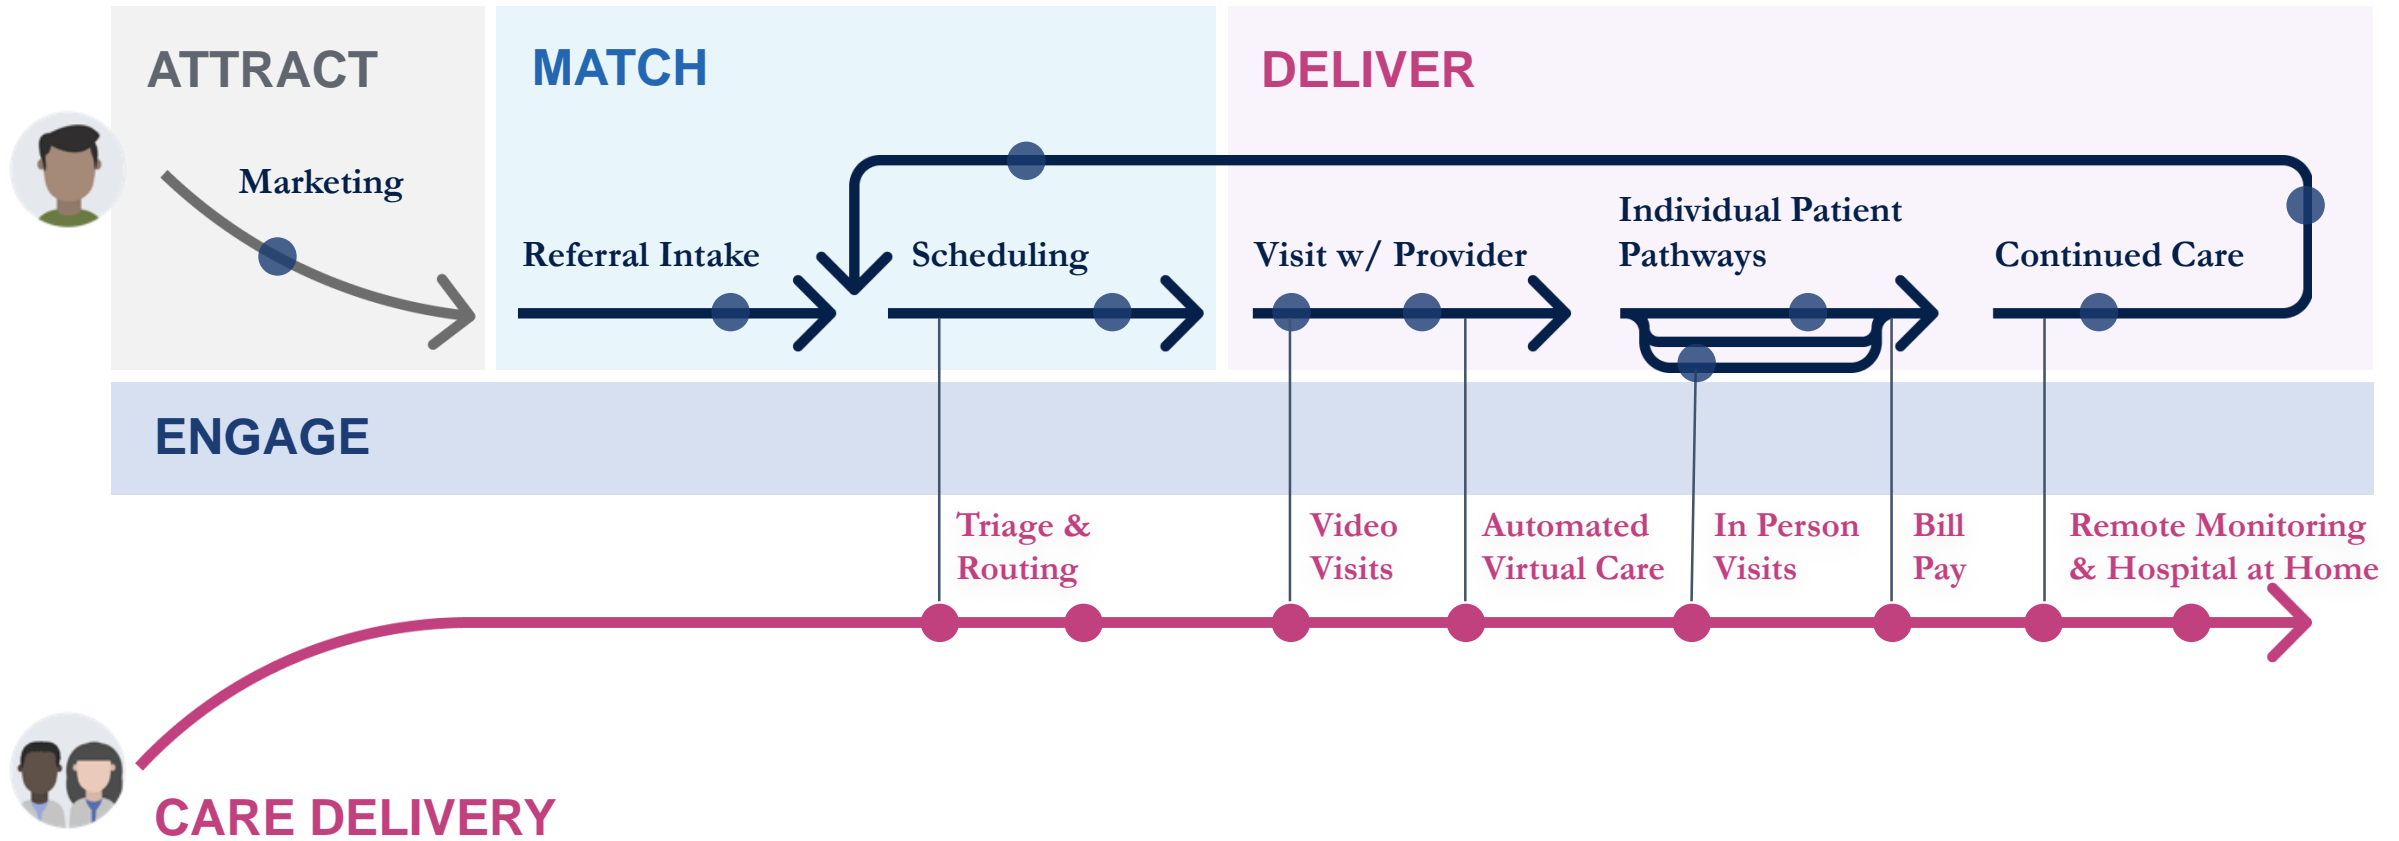 ATTRACT
MATCH
DELIVER
Marketing
Referral Intake
Scheduling
Visit w/ Provider
Individual Patient
Pathways
Continued Care
ENGAGE
Triage &
Routing
Video
Visits
Automated
Virtual Care
In Person
Visits
Bill
Pay
Remote Monitoring
& Hospital at Home
CARE DELIVERY